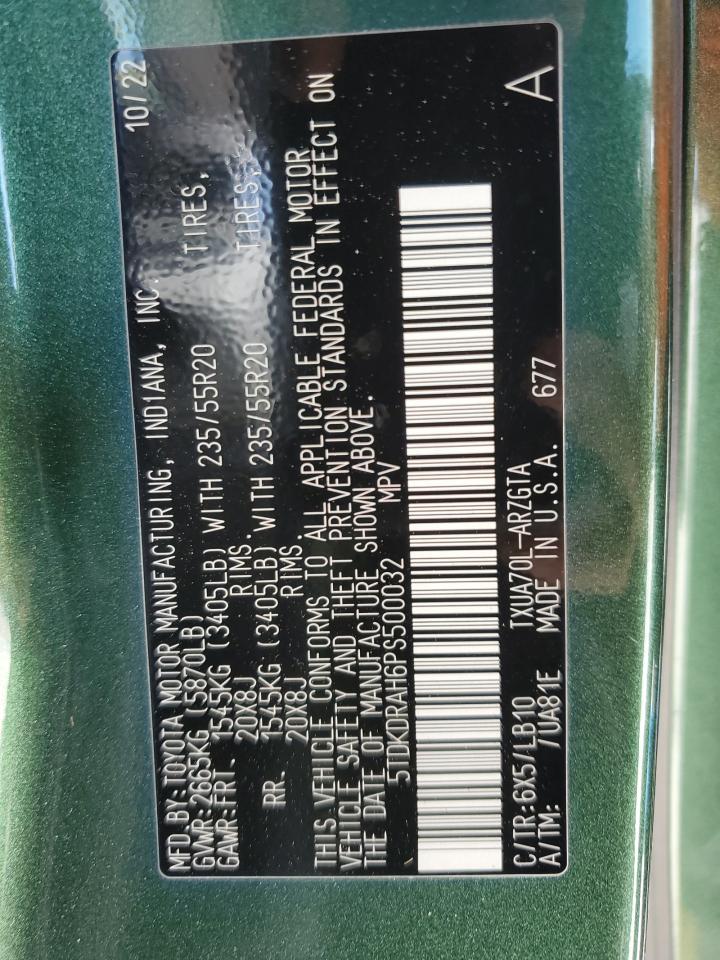 MFD.BY:TOYOTA MOTOR MANUFACTURING, INDIANA, INC. 10/22
GVWR:2665KG (5870LB)
GAWR:FRT. 1545KG (3405LB) WITH 235/55R20 TIRES,
20X8J RIMS.
RR. 1545KG (3405LB) WITH 235/55R20 TIRES,
20X8J RIMS.
THIS VEHICLE CONFORMS TO ALL APPLICABLE FEDERAL MOTOR
VEHICLE SAFETY AND THEFT PREVENTION STANDARDS IN EFFECT ON
THE DATE OF MANUFACTURE SHOWN ABOVE.
5TDKDRAH6PS500032 MPV
C/TR:6X5/LB10 TXUA70L-ARZGTA 677
A/TM: /UA81E MADE IN U.S.A. A